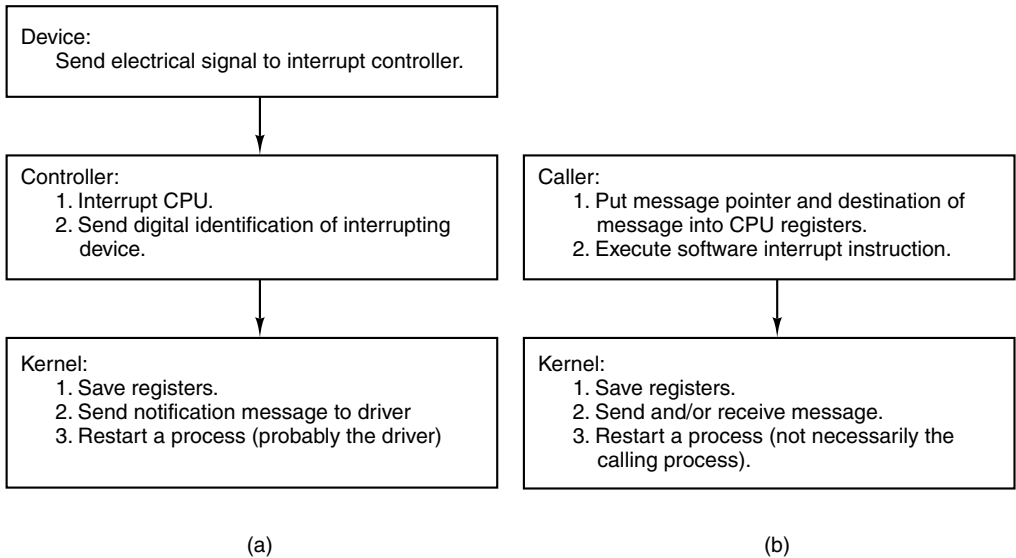 Device:
Send electrical signal to interrupt controller.
Controller:
1. Interrupt CPU.
2. Send digital identification of interrupting
device.
Kernel:
1. Save registers.
2. Send notification message to driver
3. Restart a process (probably the driver)
(a)
Caller:
1. Put message pointer and destination of
message into CPU registers.
2. Execute software interrupt instruction.
Kernel:
1. Save registers.
2. Send and/or receive message.
3. Restart a process (not necessarily the
calling process).
(b)